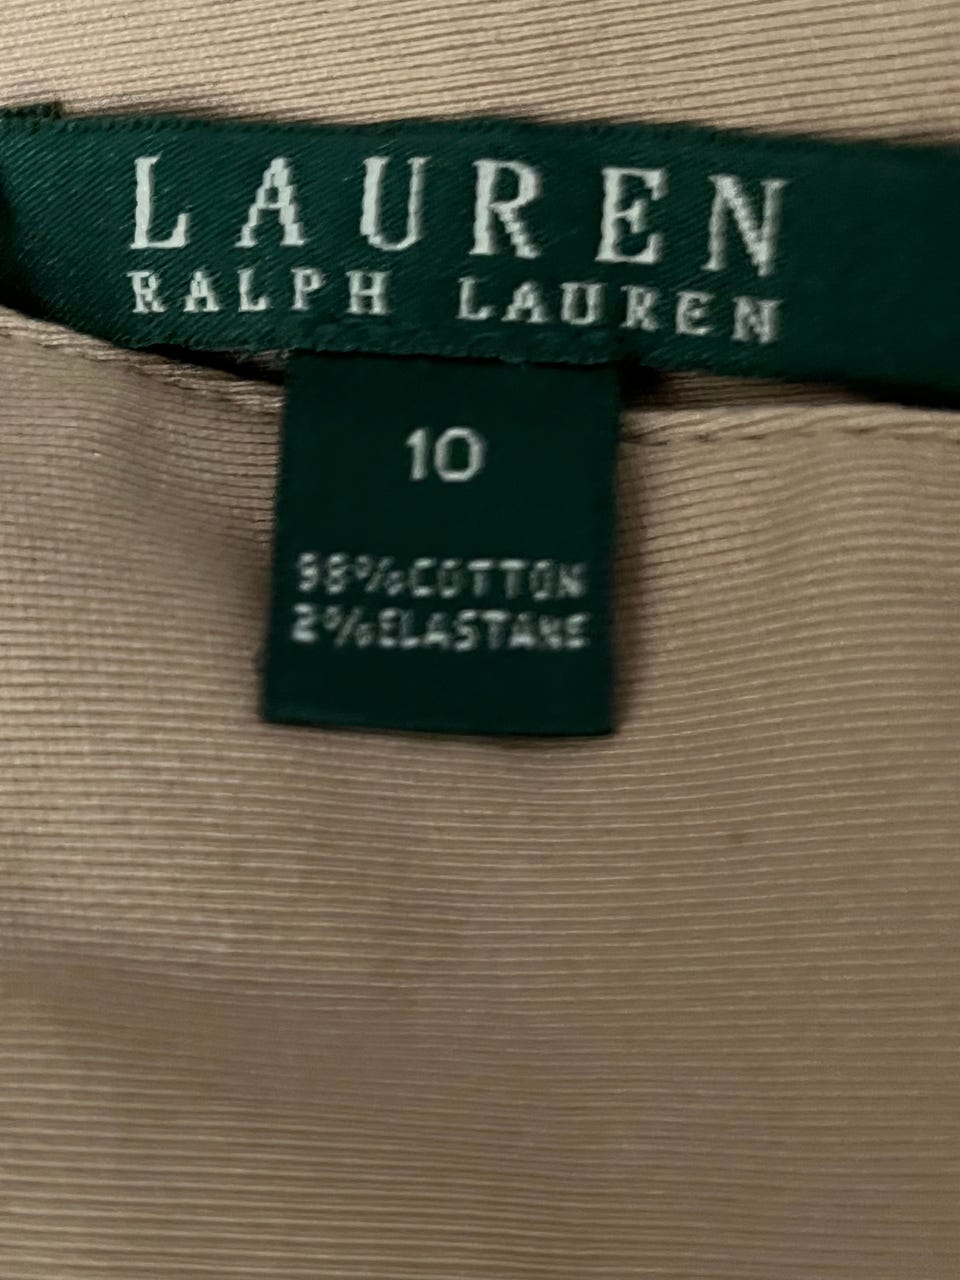 LAUREN
RALPH LAUREN
10
98%COTTON
2%ELASTANE